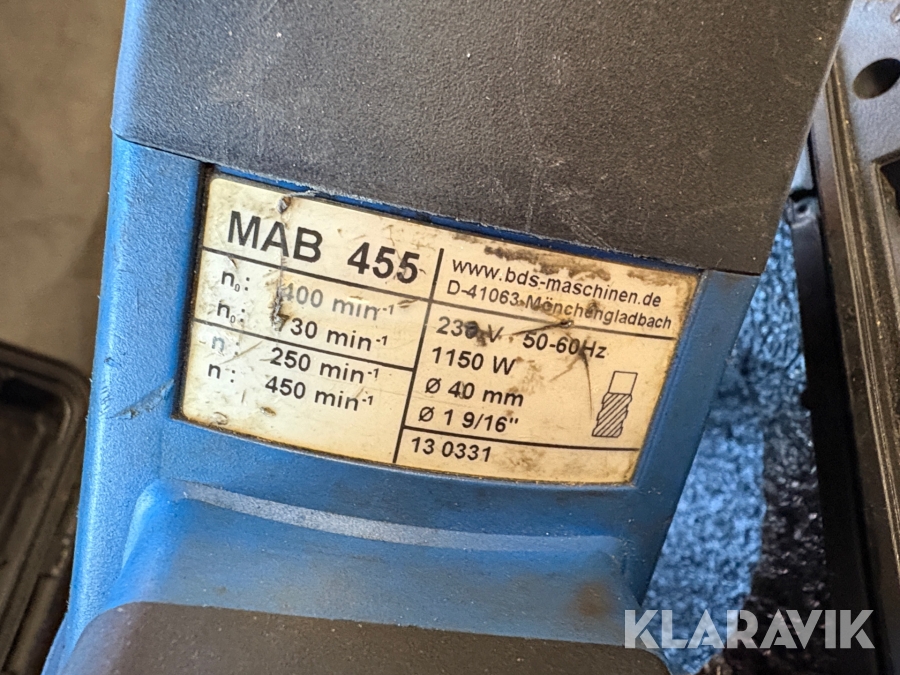 MAB 455
n₀: 400 min⁻¹
n₀: 730 min⁻¹
n: 250 min⁻¹
n: 450 min⁻¹
www.bds-maschinen.de
D-41063 Mönchengladbach
230 V 50-60Hz
1150 W
Ø 40 mm
Ø 1 9/16"
13 0331
KLARAVIK